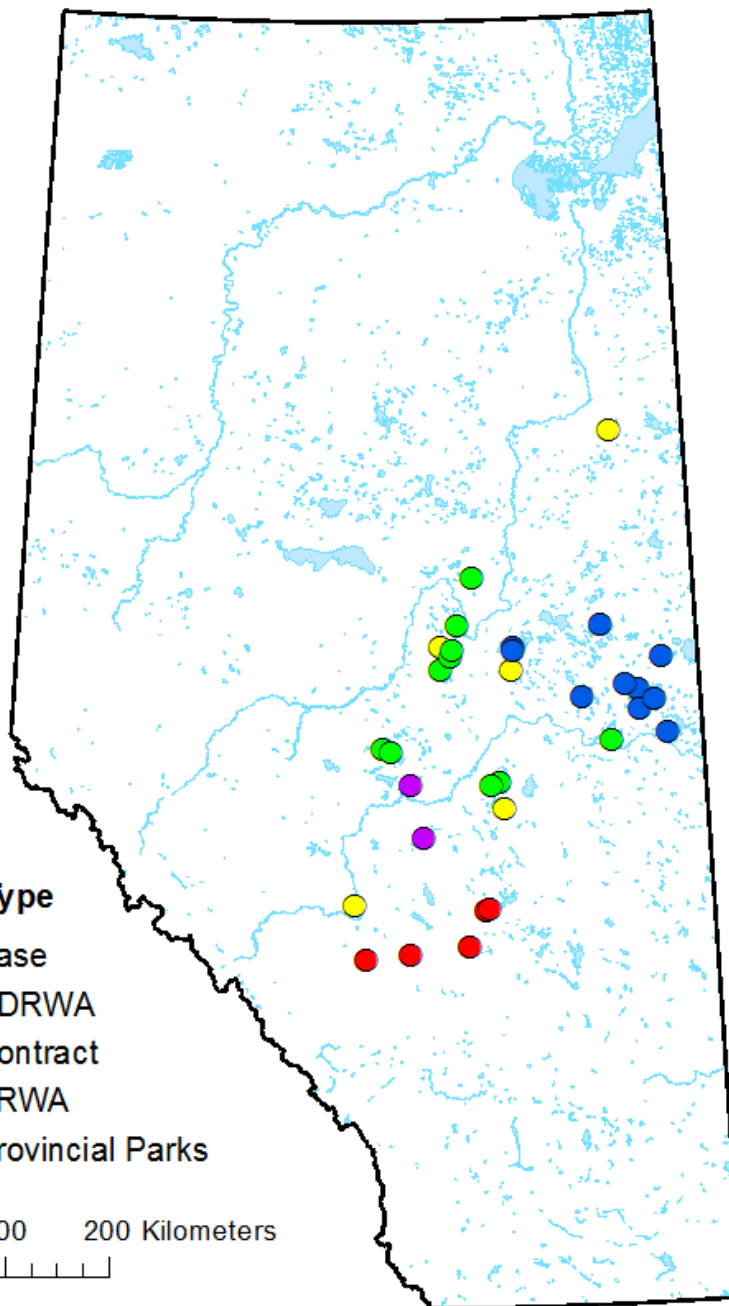 ype
ase
DRWA
ontract
RWA
rovincial Parks
00 200 Kilometers